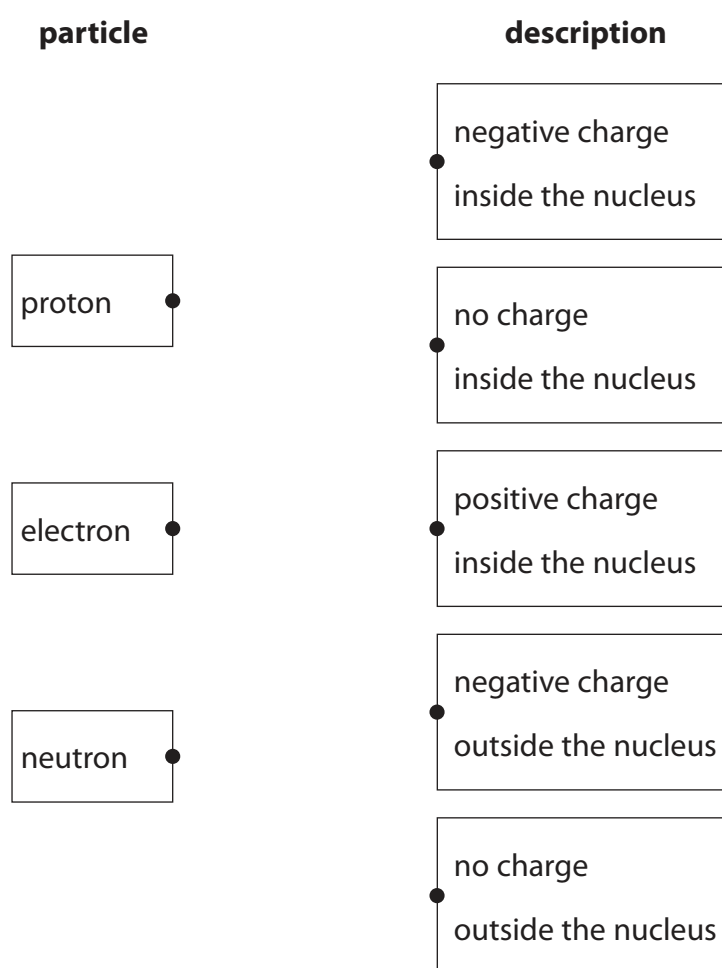 particle
description
negative charge
inside the nucleus
proton
no charge
inside the nucleus
electron
positive charge
inside the nucleus
negative charge
outside the nucleus
neutron
no charge
outside the nucleus